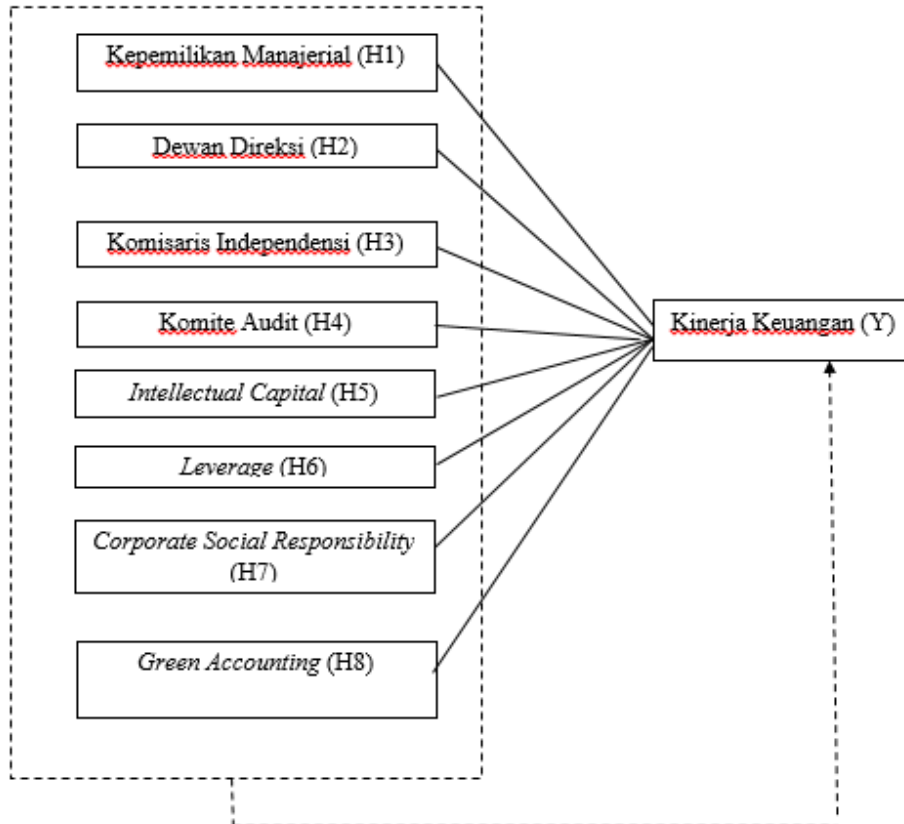 Kepemilikan Manajerial (H1)
Dewan Direksi (H2)
Komisaris Independensi (H3)
Komite Audit (H4)
Intellectual Capital (H5)
Leverage (H6)
Corporate Social Responsibility
(H7)
Green Accounting (H8)
Kinerja Keuangan (Y)